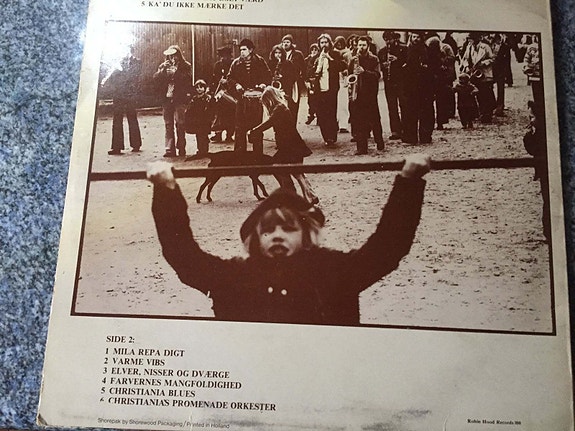 5 KA' DU IKKE MÆRKE DET
SIDE 2:
1 MILA REPA DIGT
2 VARME VIBS
3 ELVER, NISSER OG DVÆRGE
4 FARVERNES MANGFOLDIGHED
5 CHRISTIANIA BLUES
6 CHRISTIANIA'S PROMENADE ORKESTER
Shorepak by Shorewood Packaging / Printed in Holland
Robin Hood Records